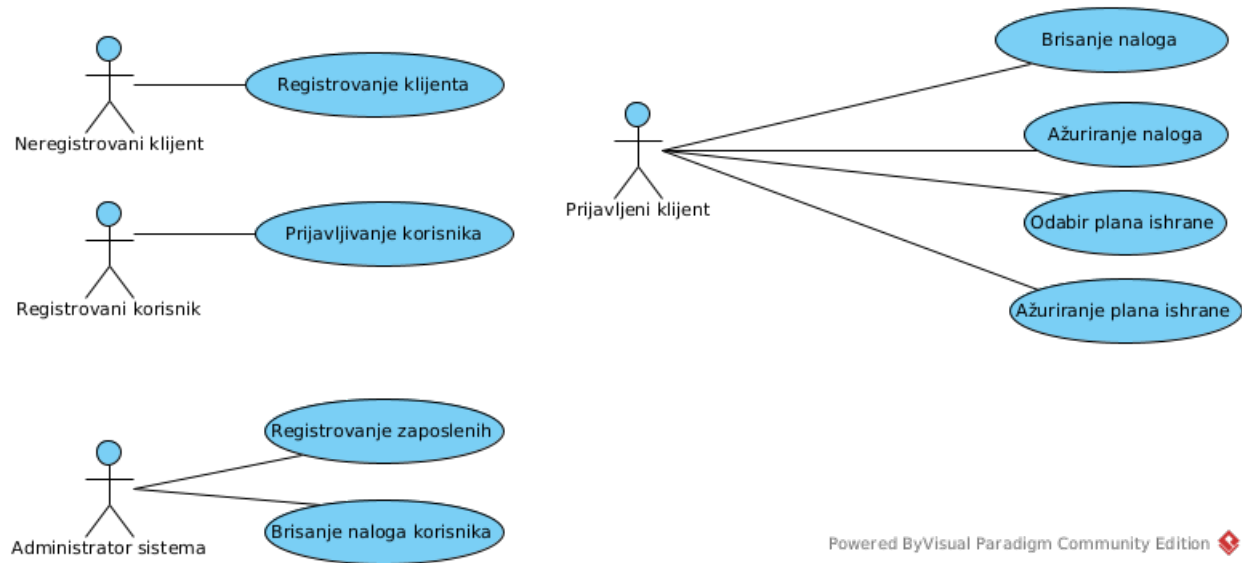 Neregistrovani klijent
Registrovanje klijenta
Registrovani korisnik
Prijavljivanje korisnika
Administrator sistema
Registrovanje zaposlenih
Brisanje naloga korisnika
Prijavljeni klijent
Brisanje naloga
Ažuriranje naloga
Odabir plana ishrane
Ažuriranje plana ishrane
Powered ByVisual Paradigm Community Edition